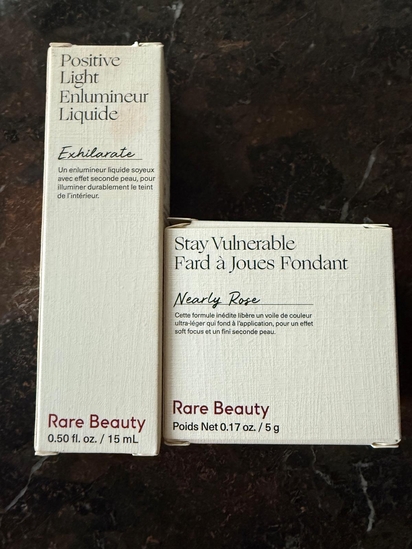 Positive
Light
Enlumineur
Liquide
Exhilarate
Un enlumineur liquide soyeux
avec effet seconde peau, pour
illuminer durablement le teint
de l'intérieur.
Rare Beauty
0.50 fl. oz. / 15 mL
Stay Vulnerable
Fard à Joues Fondant
Nearly Rose
Cette formule inédite libère un voile de couleur
ultra-léger qui fond à l'application, pour un effet
soft focus et un fini seconde peau.
Rare Beauty
Poids Net 0.17 oz. / 5 g